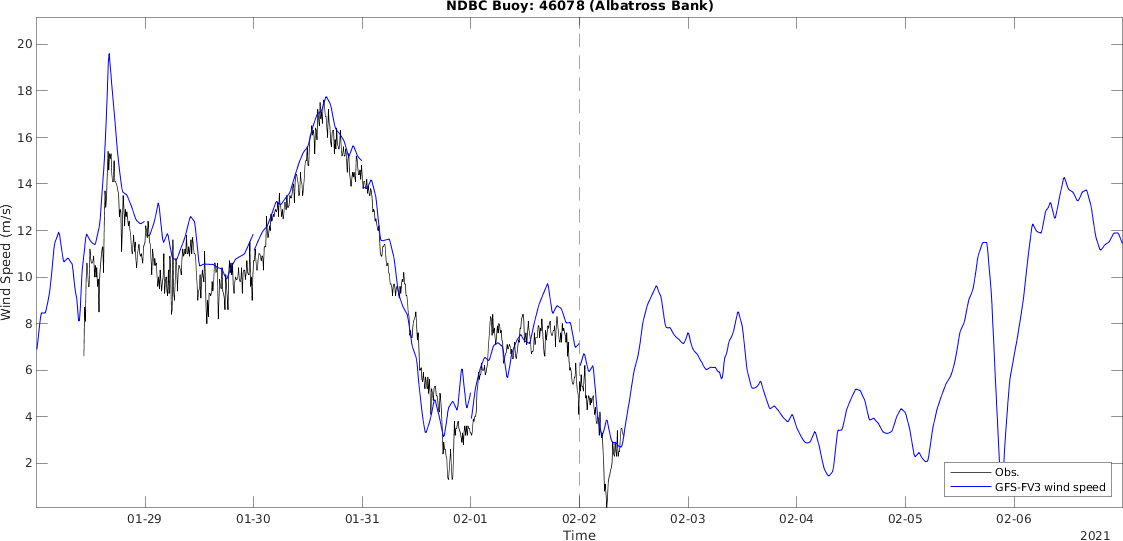 NDBC Buoy: 46078 (Albatross Bank)
20
18
16
14
12
10
8
6
4
2
Wind Speed (m/s)
Obs.
GFS-FV3 wind speed
01-29 01-30 01-31 02-01 02-02 02-03 02-04 02-05 02-06
Time
2021